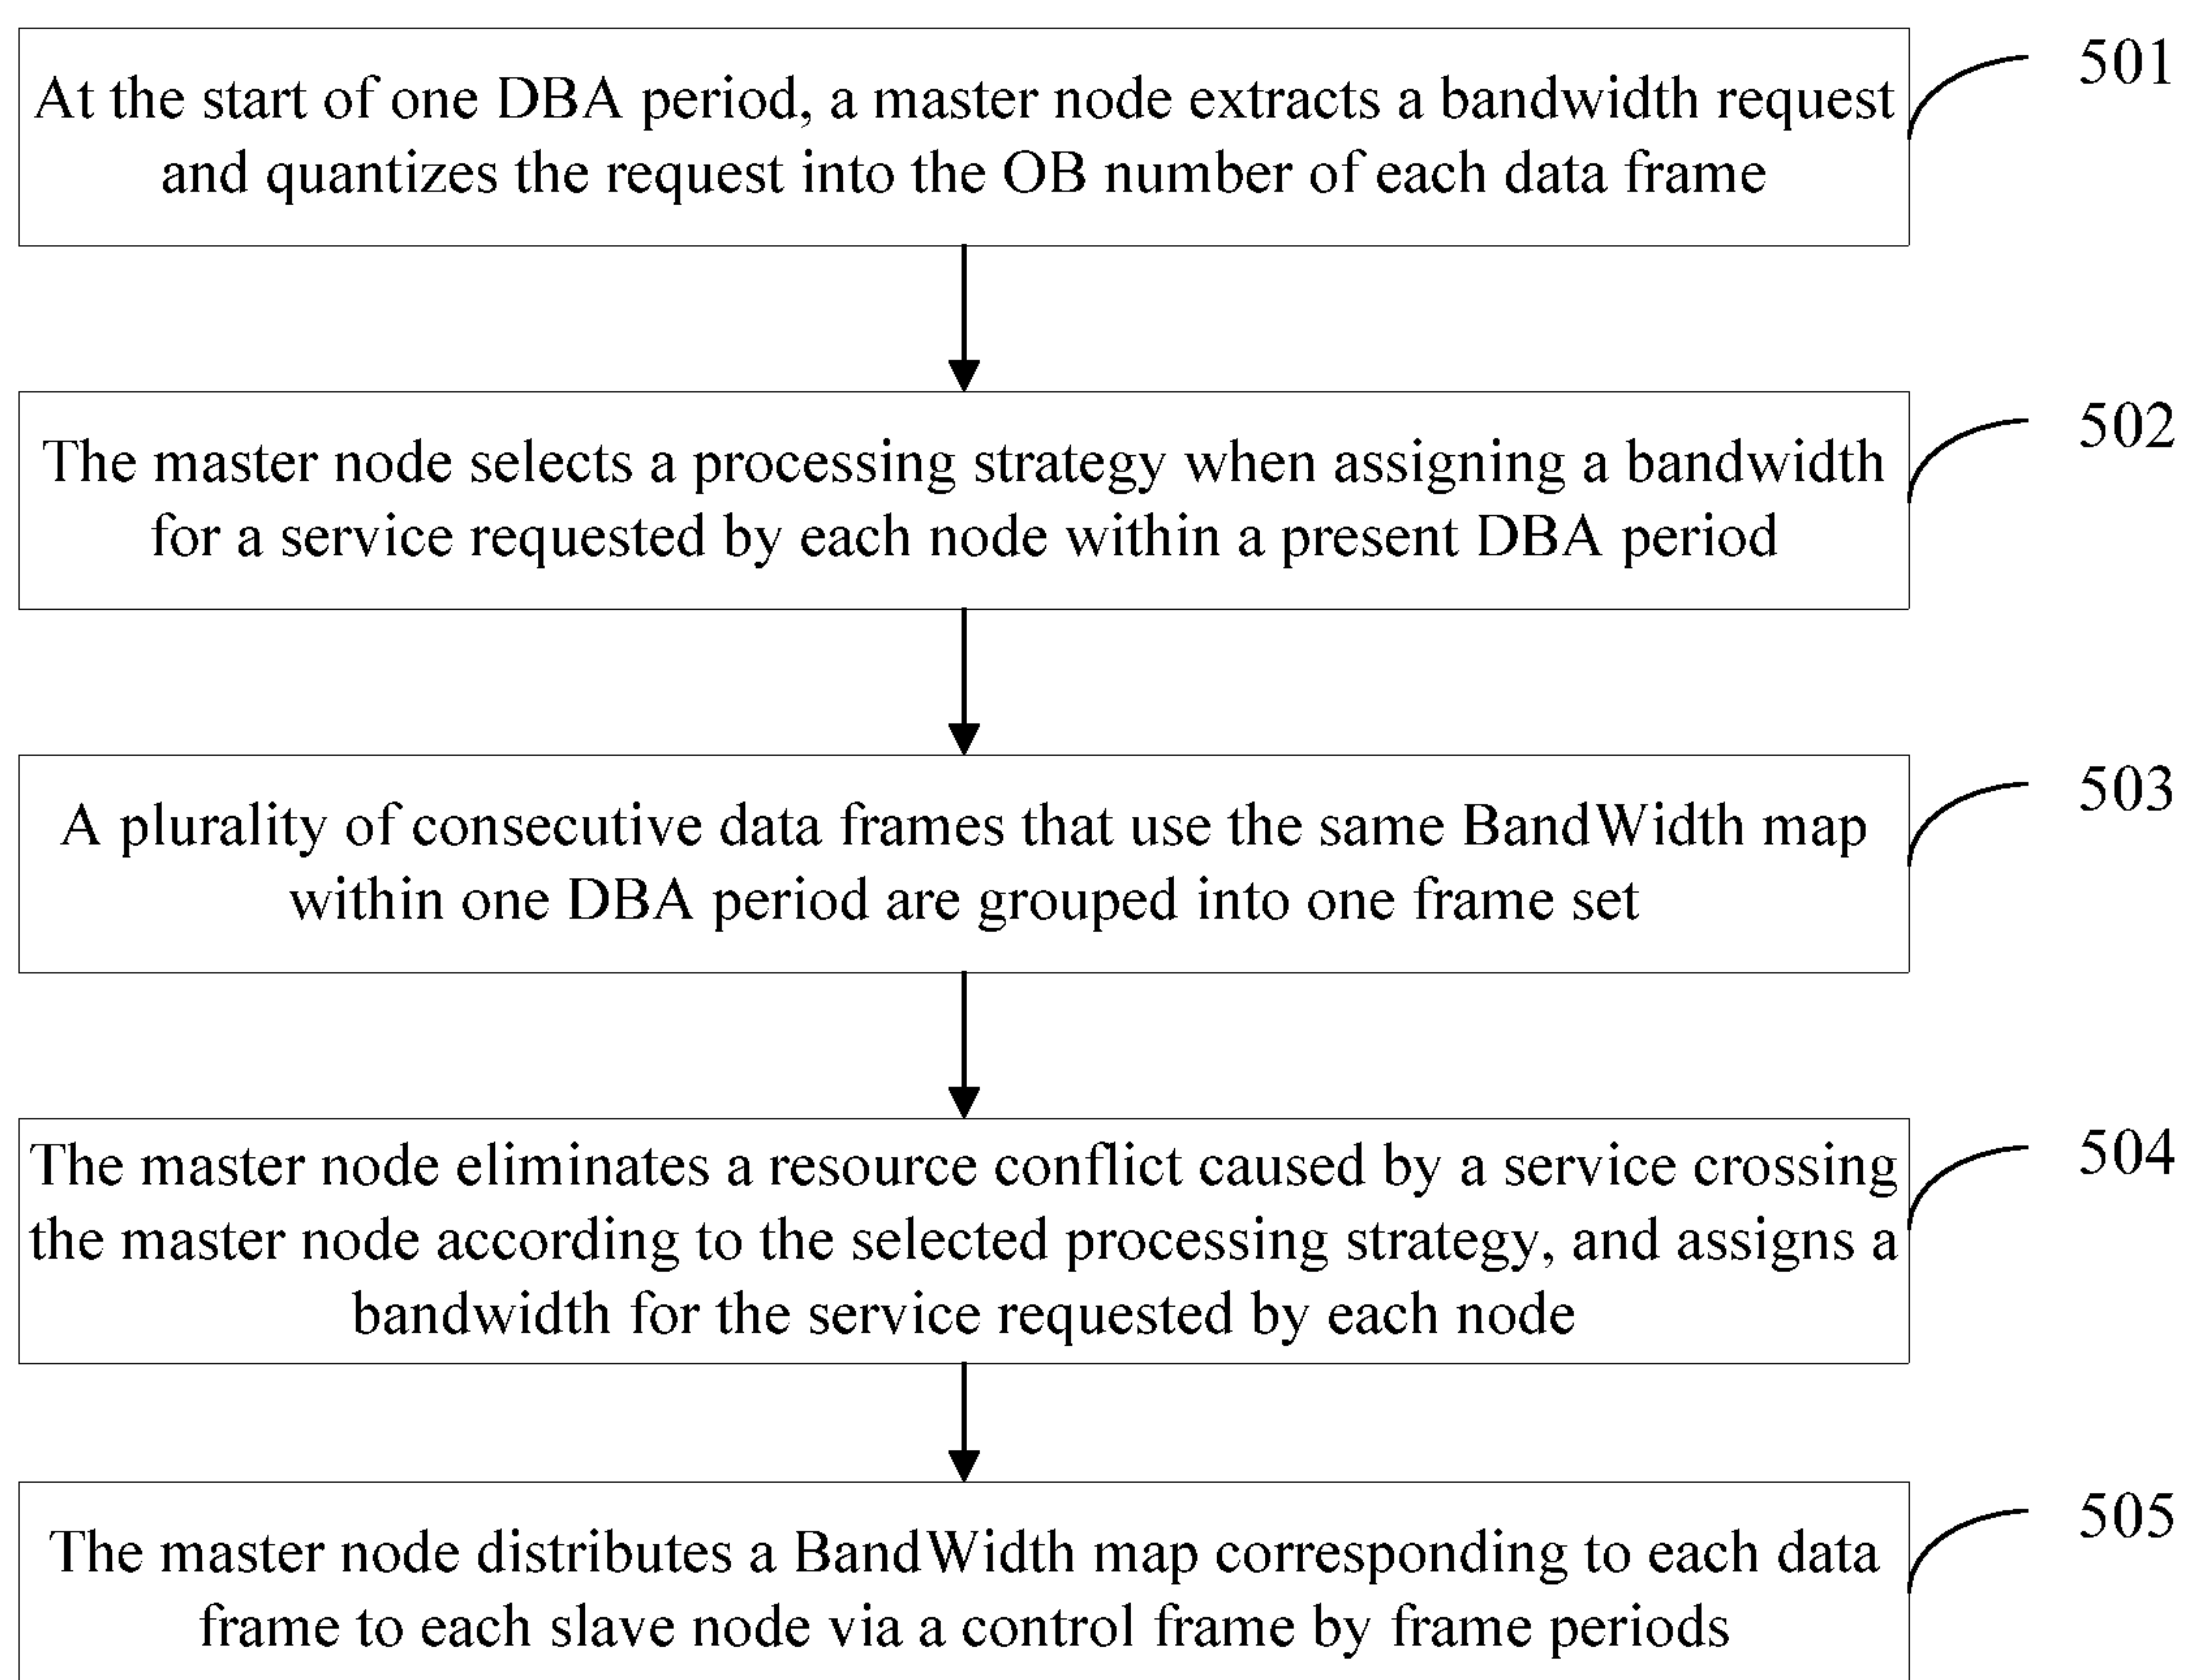 At the start of one DBA period, a master node extracts a bandwidth request
and quantizes the request into the OB number of each data frame
501
The master node selects a processing strategy when assigning a bandwidth
for a service requested by each node within a present DBA period
502
A plurality of consecutive data frames that use the same BandWidth map
within one DBA period are grouped into one frame set
503
The master node eliminates a resource conflict caused by a service crossing
the master node according to the selected processing strategy, and assigns a
bandwidth for the service requested by each node
504
The master node distributes a BandWidth map corresponding to each data
frame to each slave node via a control frame by frame periods
505